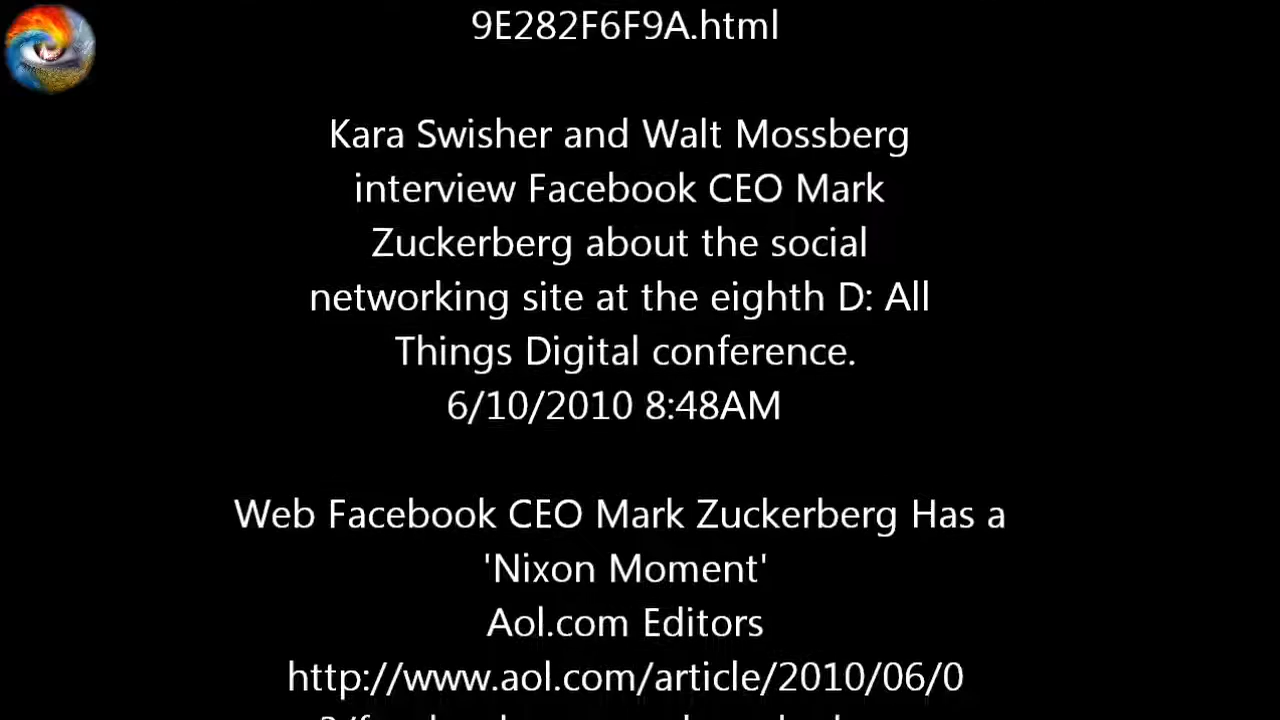 9E282F6F9A.html
Kara Swisher and Walt Mossberg
interview Facebook CEO Mark
Zuckerberg about the social
networking site at the eighth D: All
Things Digital conference.
6/10/2010 8:48AM
Web Facebook CEO Mark Zuckerberg Has a
'Nixon Moment'
Aol.com Editors
http://www.aol.com/article/2010/06/0